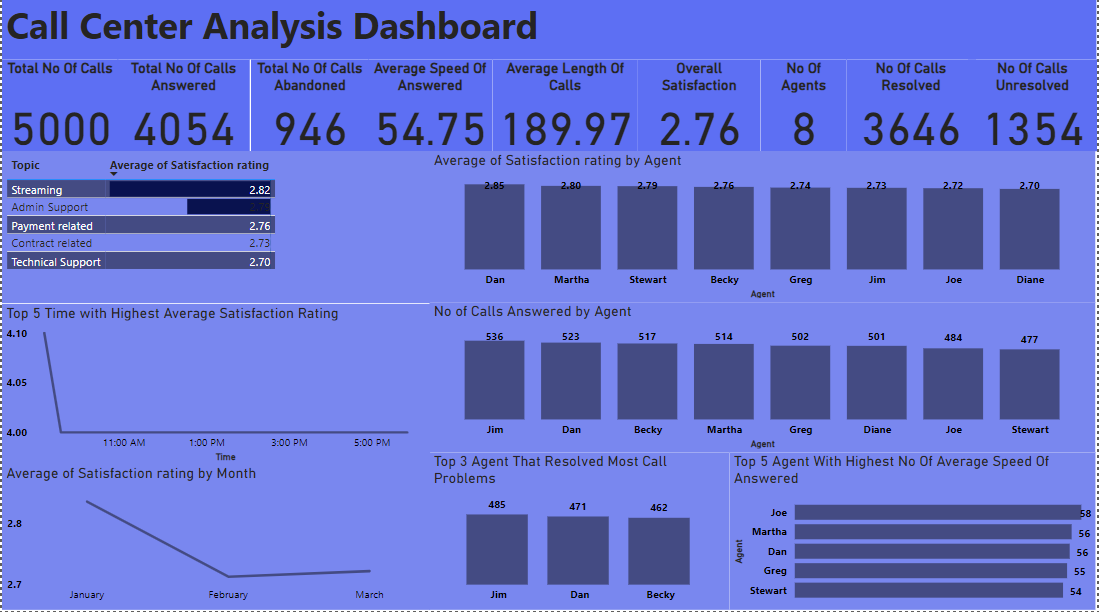 Call Center Analysis Dashboard
Total No Of Calls
5000
Total No Of Calls
Answered
4054
Total No Of Calls
Abandoned
946
Average Speed Of
Answered
54.75
Average Length Of
Calls
189.97
Overall
Satisfaction
2.76
No Of
Agents
8
No Of Calls
Resolved
3646
No Of Calls
Unresolved
1354
Topic Average of Satisfaction rating
Streaming 2.82
Admin Support
Payment related 2.76
Contract related 2.73
Technical Support 2.70
Average of Satisfaction rating by Agent
2.85 2.80 2.79 2.76 2.74 2.73 2.72 2.70
Dan Martha Stewart Becky Greg Jim Joe Diane
Agent
Top 5 Time with Highest Average Satisfaction Rating
4.10
4.05
4.00
11:00 AM 1:00 PM 3:00 PM 5:00 PM
Time
No of Calls Answered by Agent
536 523 517 514 502 501 484 477
Jim Dan Becky Martha Greg Diane Joe Stewart
Agent
Average of Satisfaction rating by Month
2.8
2.7
January February March
Top 3 Agent That Resolved Most Call
Problems
485 471 462
Jim Dan Becky
Top 5 Agent With Highest No Of Average Speed Of
Answered
Agent
Joe 58
Martha 56
Dan 56
Greg 55
Stewart 54